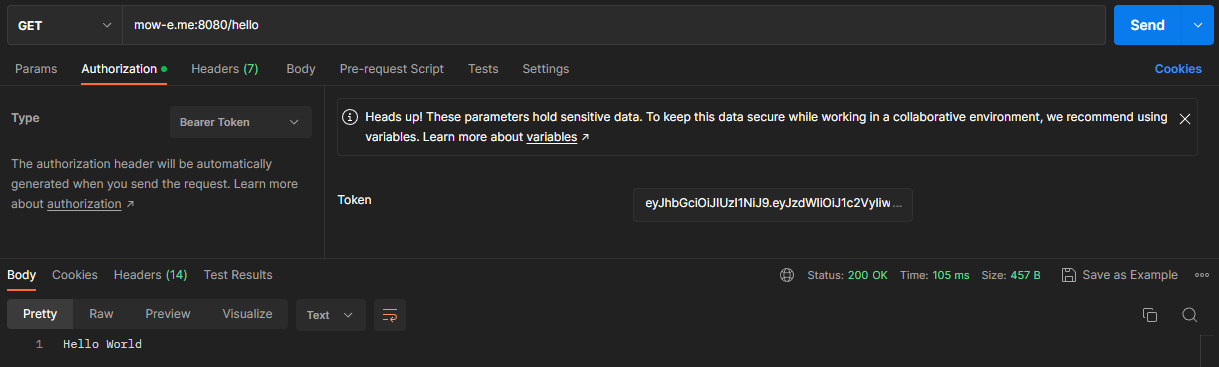 GET mow-e.me:8080/hello Send
Params Authorization Headers (7) Body Pre-request Script Tests Settings Cookies
Type Bearer Token
The authorization header will be automatically
generated when you send the request. Learn more
about authorization ↗
Heads up! These parameters hold sensitive data. To keep this data secure while working in a collaborative environment, we recommend using
variables. Learn more about variables ↗
Token eyJhbGciOiJIUzI1NiJ9.eyJzdWIiOiJ1c2VyIiw...
Body Cookies Headers (14) Test Results Status: 200 OK Time: 105 ms Size: 457 B Save as Example
Pretty Raw Preview Visualize Text
1 Hello World